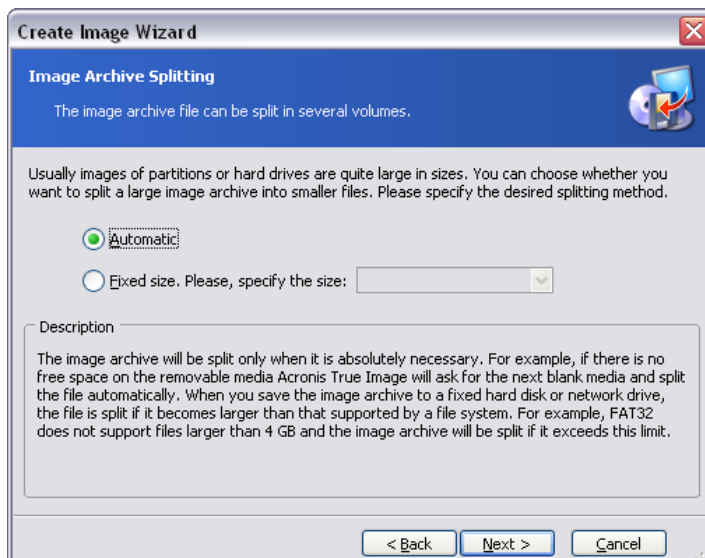 Create Image Wizard
Image Archive Splitting
The image archive file can be split in several volumes.
Usually images of partitions or hard drives are quite large in sizes. You can choose whether you
want to split a large image archive into smaller files. Please specify the desired splitting method.
Automatic
Fixed size. Please, specify the size:
Description
The image archive will be split only when it is absolutely necessary. For example, if there is no
free space on the removable media Acronis True Image will ask for the next blank media and split
the file automatically. When you save the image archive to a fixed hard disk or network drive,
the file is split if it becomes larger than that supported by a file system. For example, FAT32
does not support files larger than 4 GB and the image archive will be split if it exceeds this limit.
< Back Next > Cancel